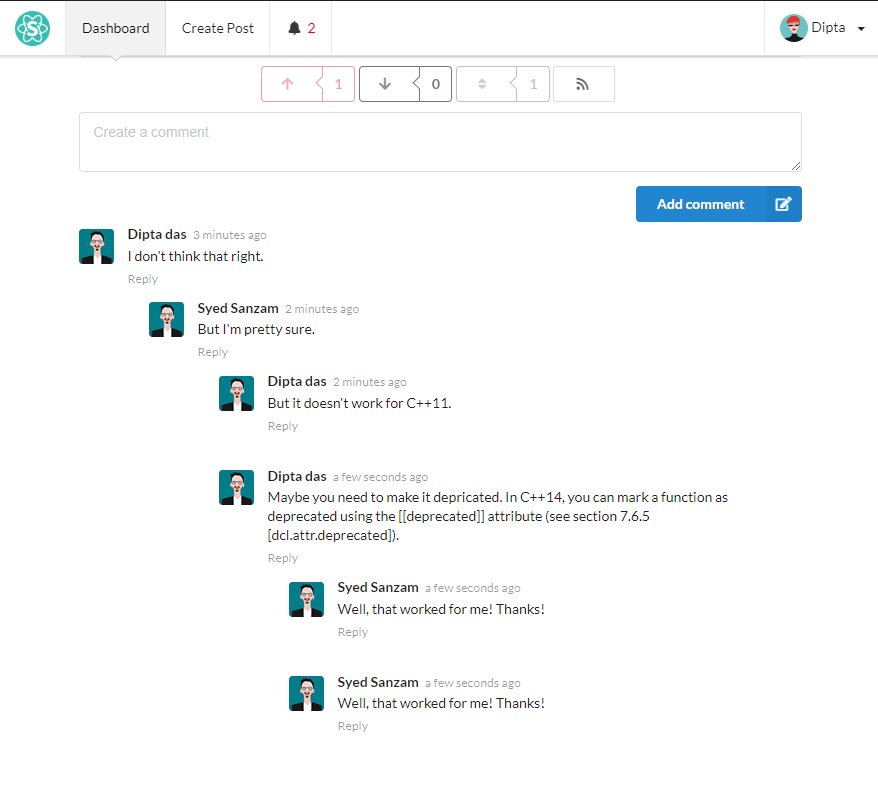 S Dashboard Create Post 2 Dipta
1 0 1
Create a comment
Add comment
Dipta das 3 minutes ago
I don't think that right.
Reply
Syed Sanzam 2 minutes ago
But I'm pretty sure.
Reply
Dipta das 2 minutes ago
But it doesn't work for C++11.
Reply
Dipta das a few seconds ago
Maybe you need to make it depricated. In C++14, you can mark a function as
deprecated using the [[deprecated]] attribute (see section 7.6.5
[dcl.attr.deprecated]).
Reply
Syed Sanzam a few seconds ago
Well, that worked for me! Thanks!
Reply
Syed Sanzam a few seconds ago
Well, that worked for me! Thanks!
Reply